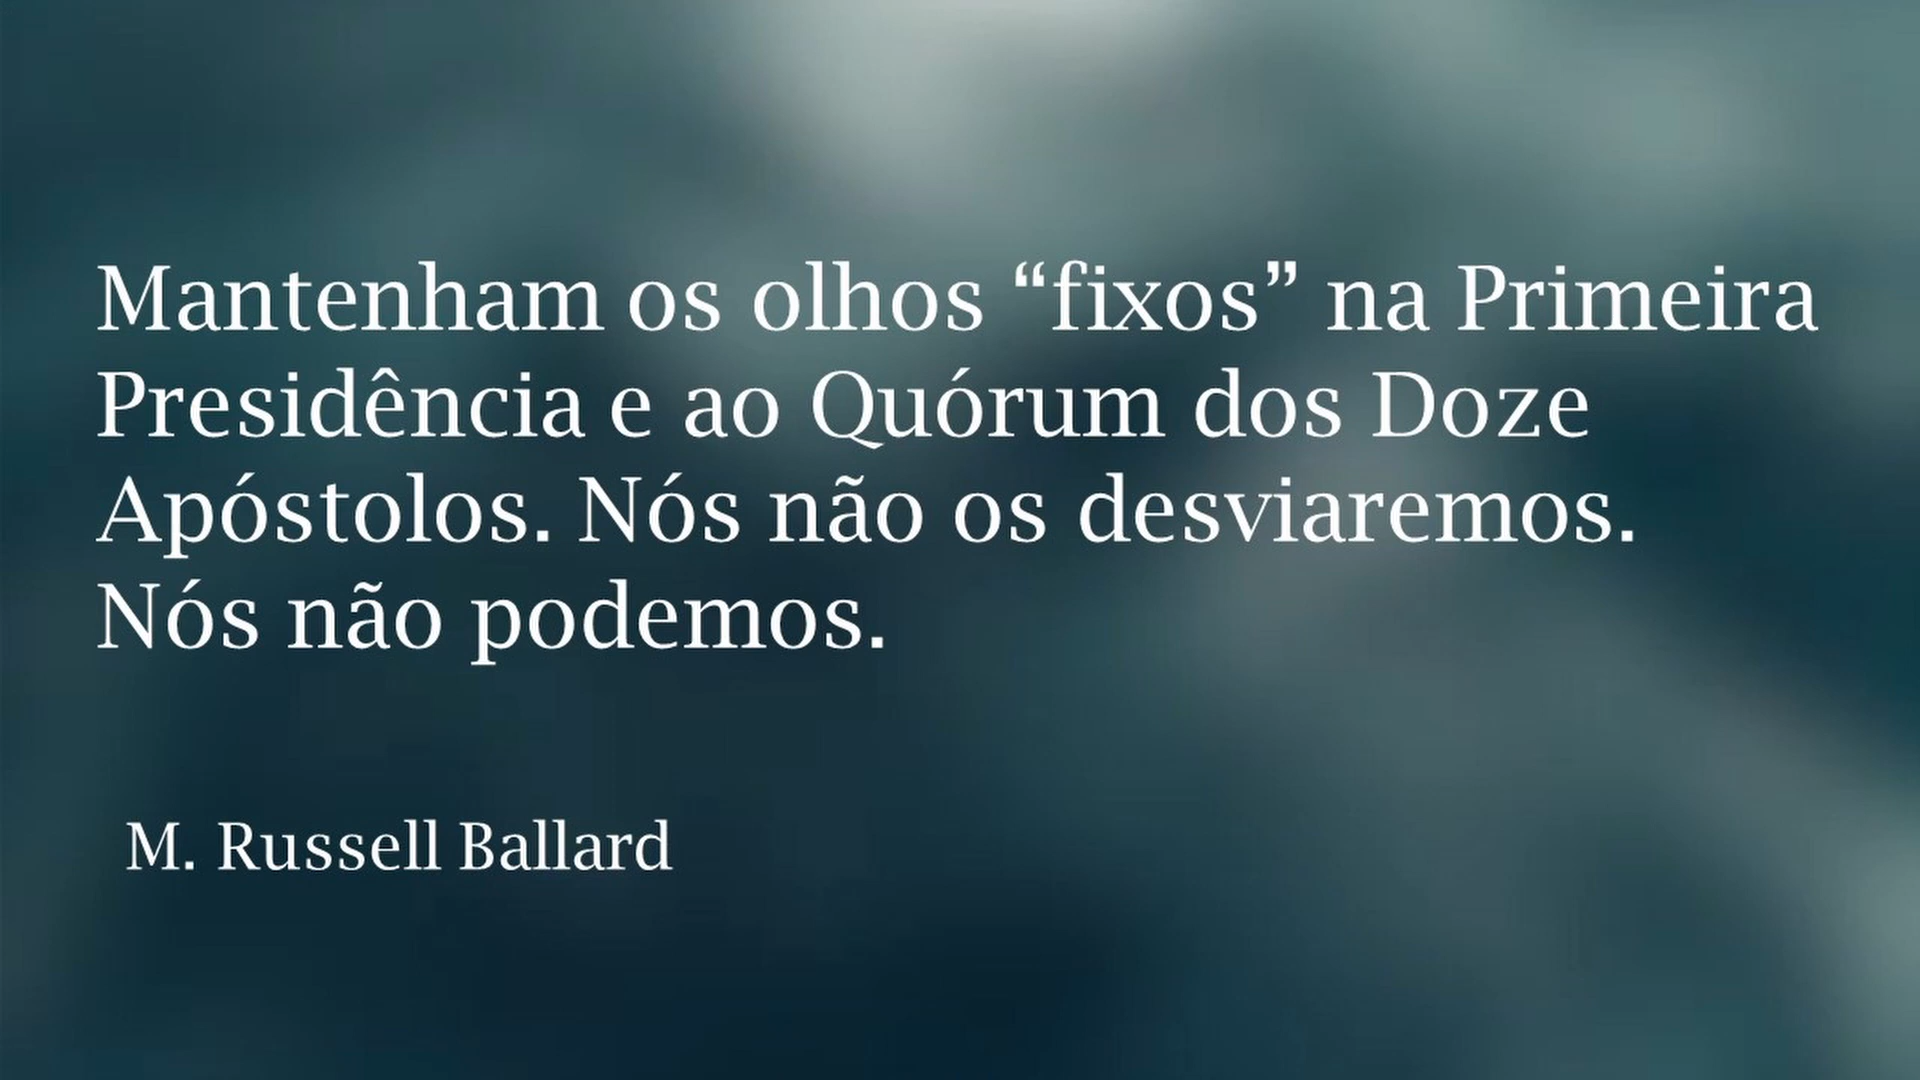 Mantenham os olhos “fixos” na Primeira
Presidência e ao Quórum dos Doze
Apóstolos. Nós não os desviaremos.
Nós não podemos.
M. Russell Ballard